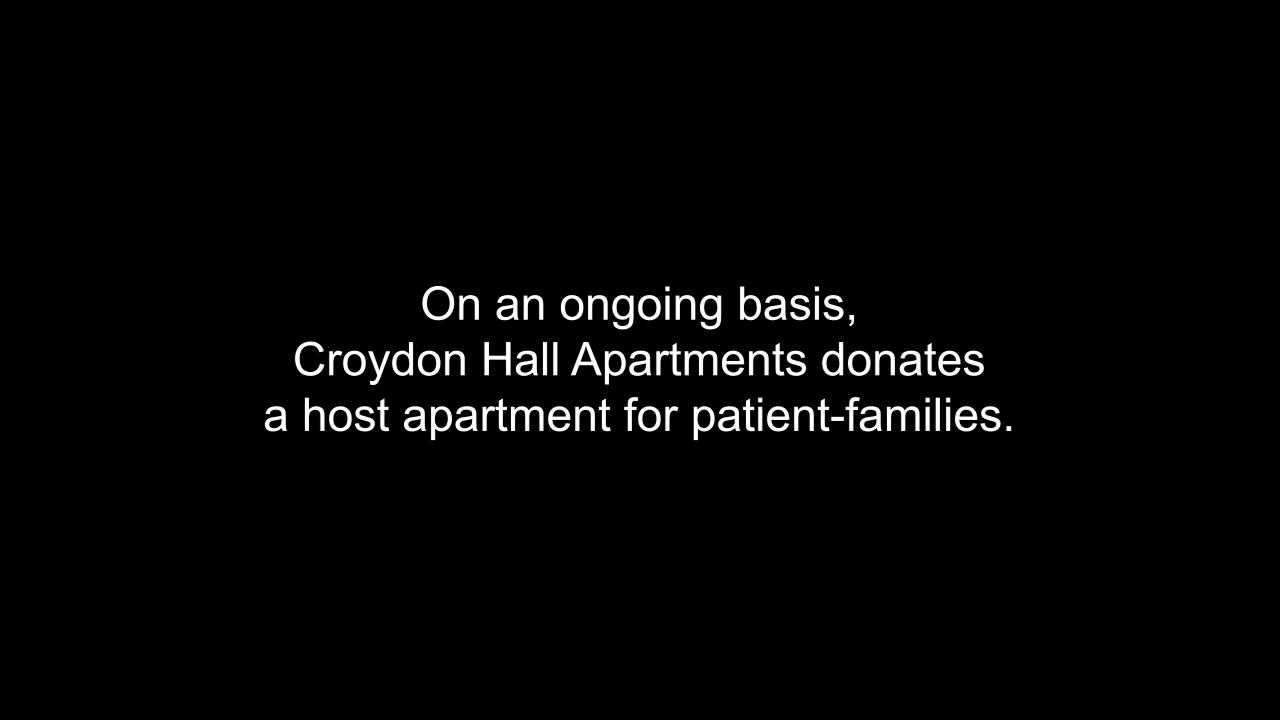 On an ongoing basis,
Croydon Hall Apartments donates
a host apartment for patient-families.